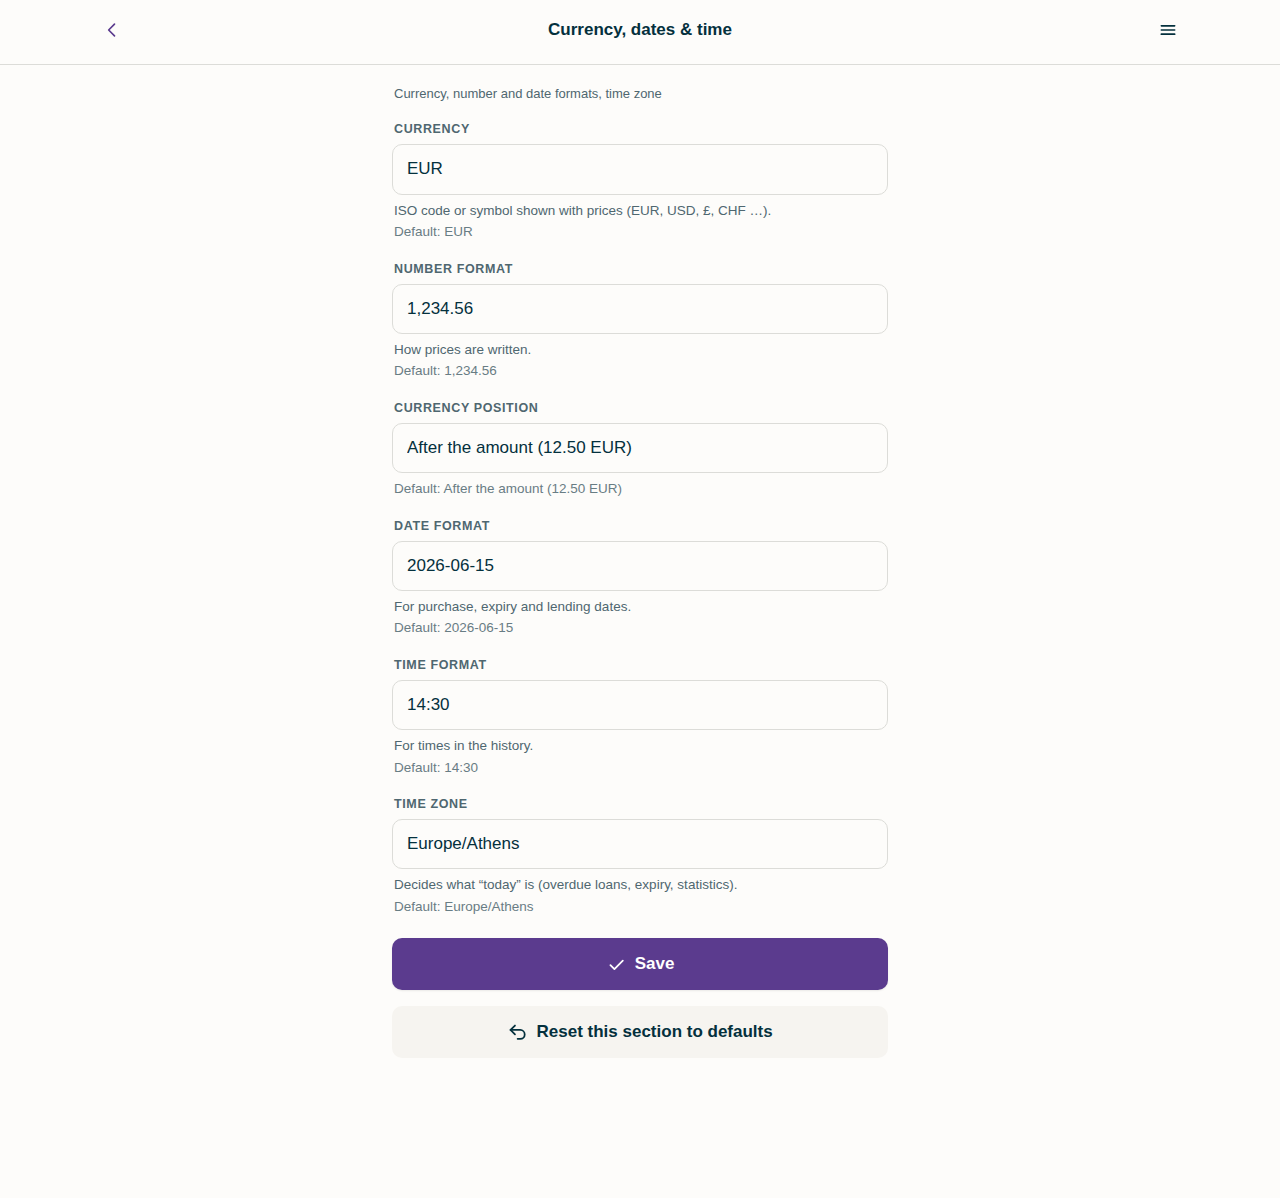 Currency, dates & time
Currency, number and date formats, time zone
CURRENCY
EUR
ISO code or symbol shown with prices (EUR, USD, £, CHF …).
Default: EUR
NUMBER FORMAT
1,234.56
How prices are written.
Default: 1,234.56
CURRENCY POSITION
After the amount (12.50 EUR)
Default: After the amount (12.50 EUR)
DATE FORMAT
2026-06-15
For purchase, expiry and lending dates.
Default: 2026-06-15
TIME FORMAT
14:30
For times in the history.
Default: 14:30
TIME ZONE
Europe/Athens
Decides what “today” is (overdue loans, expiry, statistics).
Default: Europe/Athens
Save
Reset this section to defaults